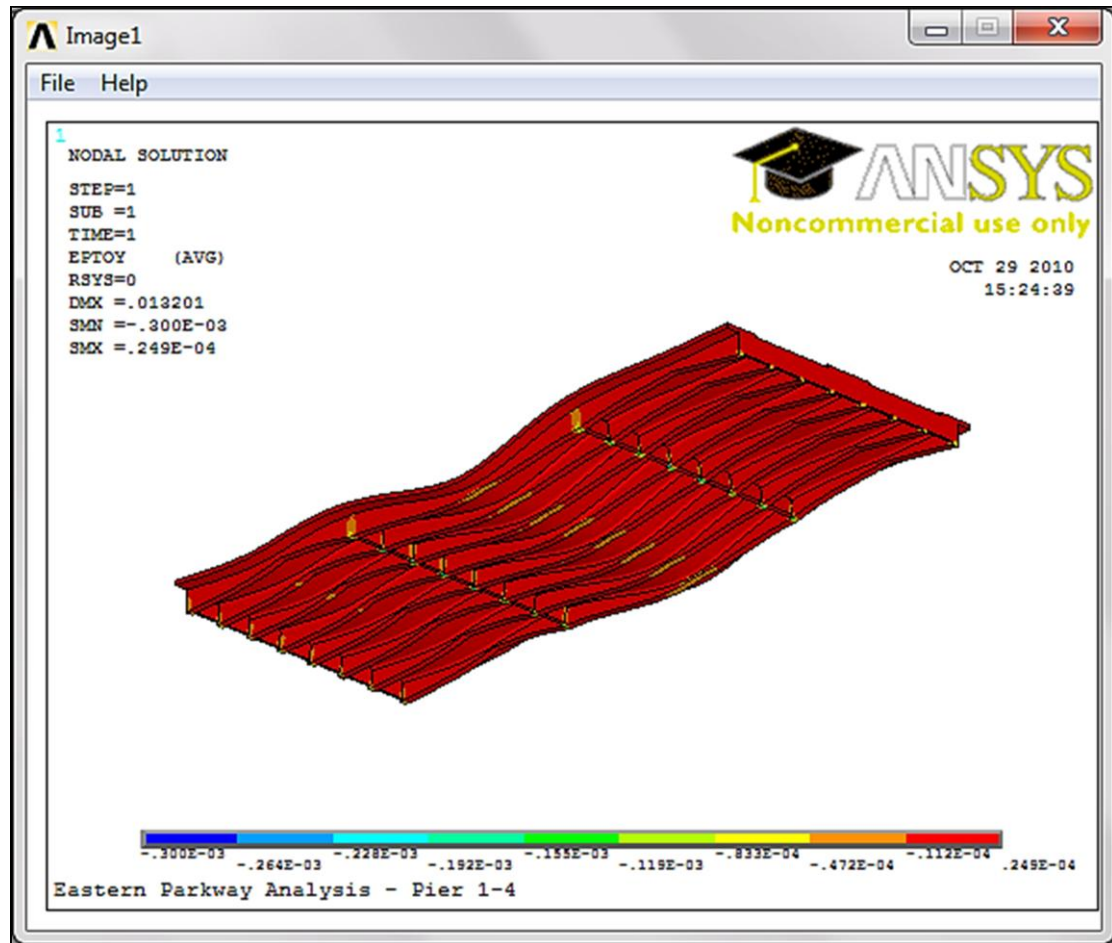 Image1
File Help
1
NODAL SOLUTION
STEP=1
SUB =1
TIME=1
EPTOY (AVG)
RSYS=0
DMX =.013201
SMN =-.300E-03
SMX =.249E-04
ANSYS
Noncommercial use only
OCT 29 2010
15:24:39
-.300E-03 -.228E-03 -.155E-03 -.833E-04 -.112E-04
-.264E-03 -.192E-03 -.119E-03 -.472E-04 .249E-04
Eastern Parkway Analysis - Pier 1-4